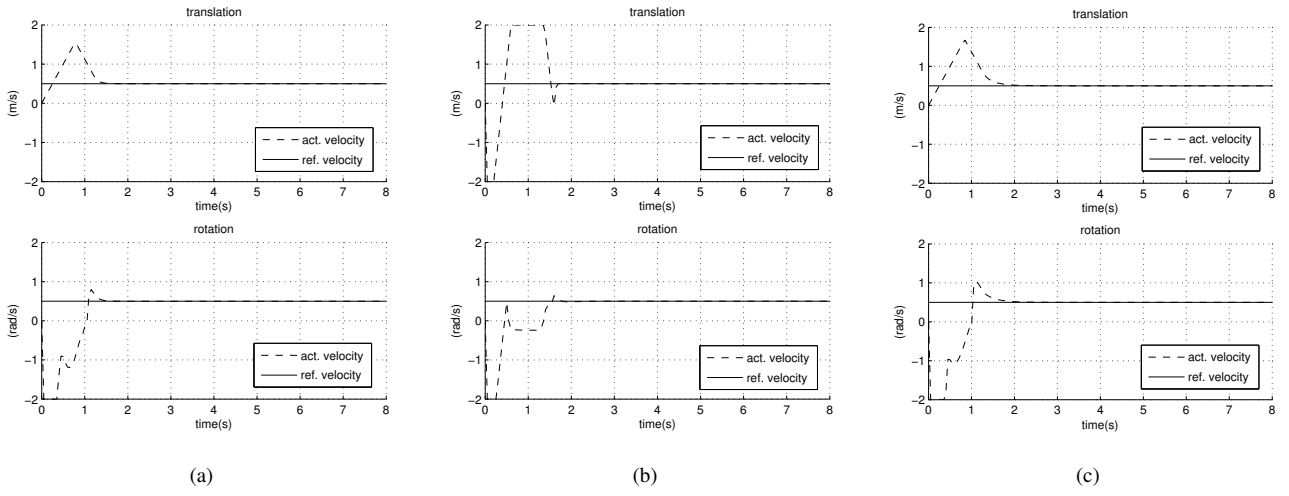 translation
2
1
0
−1
−2
(m/s)
0 1 2 3 4 5 6 7 8
time(s)
act. velocity
ref. velocity
rotation
2
1
0
−1
−2
(rad/s)
0 1 2 3 4 5 6 7 8
time(s)
act. velocity
ref. velocity
(a)
translation
2
1
0
−1
−2
(m/s)
0 1 2 3 4 5 6 7 8
time(s)
act. velocity
ref. velocity
rotation
2
1
0
−1
−2
(rad/s)
0 1 2 3 4 5 6 7 8
time(s)
act. velocity
ref. velocity
(b)
translation
2
1
0
−1
−2
(m/s)
0 1 2 3 4 5 6 7 8
time(s)
act. velocity
ref. velocity
rotation
2
1
0
−1
−2
(rad/s)
0 1 2 3 4 5 6 7 8
time(s)
act. velocity
ref. velocity
(c)